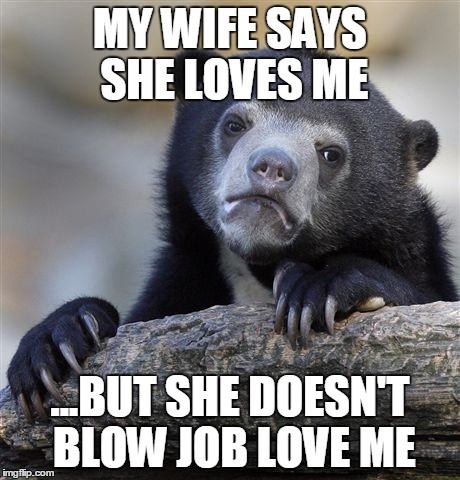 MY WIFE SAYS
SHE LOVES ME
...BUT SHE DOESN'T
BLOW JOB LOVE ME
imgflip.com